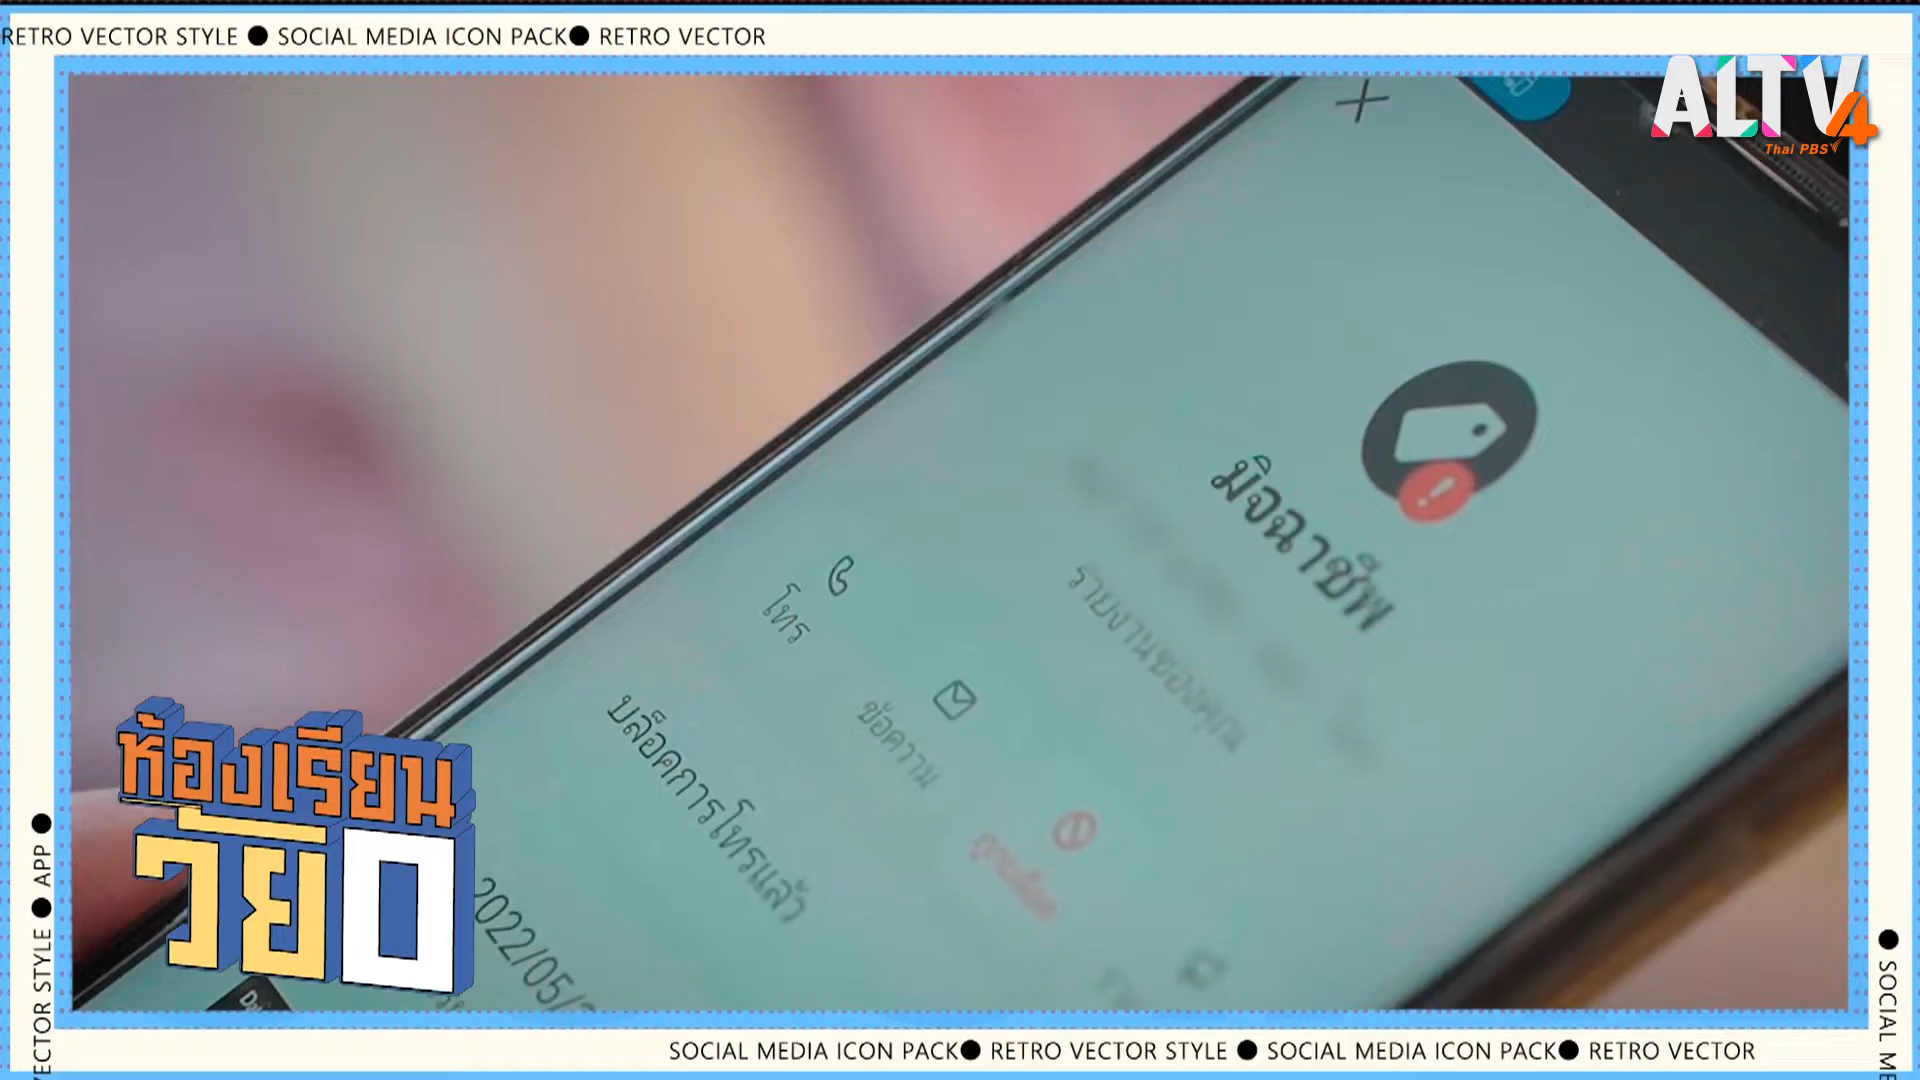 RETRO VECTOR STYLE ● SOCIAL MEDIA ICON PACK● RETRO VECTOR
ALTV4
Thai PBS
มิจฉาชีพ
รายงานของคุณ
โทร
ข้อความ
บล็อคการโทรแล้ว
2022/05/
ห้องเรียน
วัย0
VECTOR STYLE ● APP ●
● SOCIAL ME
SOCIAL MEDIA ICON PACK● RETRO VECTOR STYLE ● SOCIAL MEDIA ICON PACK● RETRO VECTOR